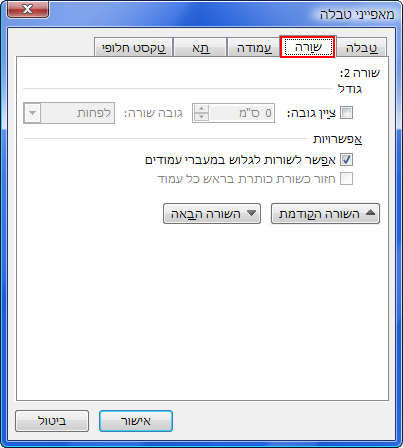 מאפייני טבלה
טבלה שורה עמודה תא טקסט חלופי
שורה 2:
גודל
ציין גובה: 0 ס"מ גובה שורה: לפחות
אפשרויות
אפשר לשורות לגלוש במעברי עמודים
חזור כשורת כותרת בראש כל עמוד
השורה הקודמת השורה הבאה
אישור ביטול